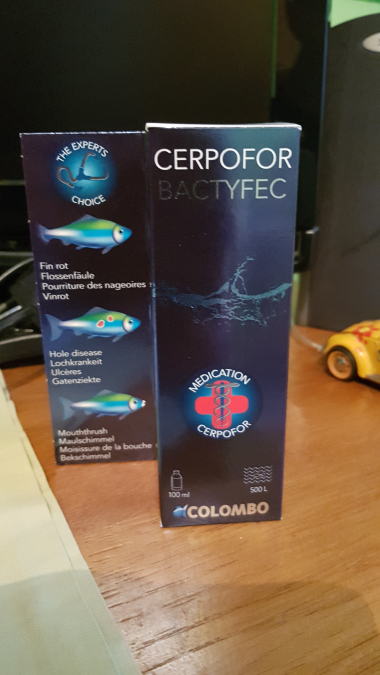 THE EXPERTS
CHOICE
Fin rot
Flossenfäule
Pourriture des nageoires
Vinrot
Hole disease
Lochkrankheit
Ulcères
Gatenziekte
Mouththrush
Maulschimmel
Moisissure de la bouche
Bekschimmel
CERPOFOR
BACTYFEC
MEDICATION
CERPOFOR
100 ml
500 L
COLOMBO